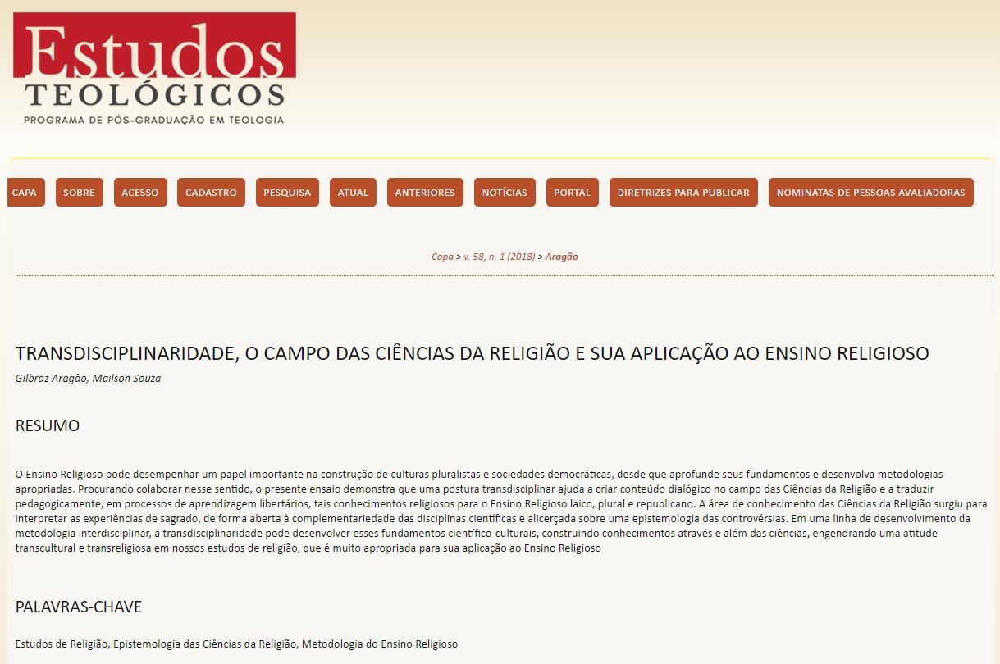 Estudos
TEOLÓGICOS
PROGRAMA DE PÓS-GRADUAÇÃO EM TEOLOGIA
CAPA SOBRE ACESSO CADASTRO PESQUISA ATUAL ANTERIORES NOTÍCIAS PORTAL DIRETRIZES PARA PUBLICAR NOMINATAS DE PESSOAS AVALIADORAS
Capa > v. 58, n. 1 (2018) > Aragão
TRANSDISCIPLINARIDADE, O CAMPO DAS CIÊNCIAS DA RELIGIÃO E SUA APLICAÇÃO AO ENSINO RELIGIOSO
Gilbraz Aragão, Mailson Souza
RESUMO
O Ensino Religioso pode desempenhar um papel importante na construção de culturas pluralistas e sociedades democráticas, desde que aprofunde seus fundamentos e desenvolva metodologias
apropriadas. Procurando colaborar nesse sentido, o presente ensaio demonstra que uma postura transdisciplinar ajuda a criar conteúdo dialógico no campo das Ciências da Religião e a traduzir
pedagogicamente, em processos de aprendizagem libertários, tais conhecimentos religiosos para o Ensino Religioso laico, plural e republicano. A área de conhecimento das Ciências da Religião surgiu para
interpretar as experiências de sagrado, de forma aberta à complementariedade das disciplinas científicas e alicerçada sobre uma epistemologia das controvérsias. Em uma linha de desenvolvimento da
metodologia interdisciplinar, a transdisciplinaridade pode desenvolver esses fundamentos científico-culturais, construindo conhecimentos através e além das ciências, engendrando uma atitude
transcultural e transreligiosa em nossos estudos de religião, que é muito apropriada para sua aplicação ao Ensino Religioso
PALAVRAS-CHAVE
Estudos de Religião, Epistemologia das Ciências da Religião, Metodologia do Ensino Religioso